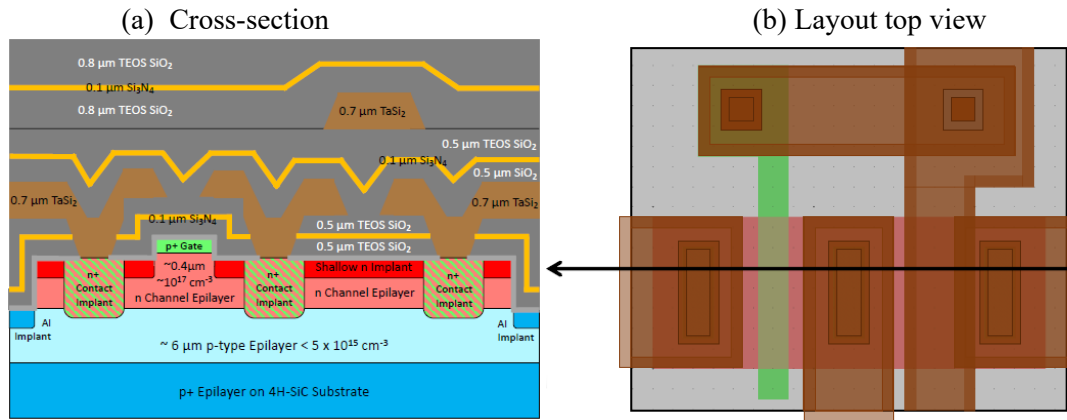 (a) Cross-section
(b) Layout top view
0.8 µm TEOS SiO₂
0.1 µm Si₃N₄
0.8 µm TEOS SiO₂
0.7 µm TaSi₂
0.5 µm TEOS SiO₂
0.1 µm Si₃N₄
0.5 µm SiO₂
0.7 µm TaSi₂
0.7 µm TaSi₂
0.1 µm Si₃N₄
0.5 µm TEOS SiO₂
0.5 µm TEOS SiO₂
p+ Gate
n+
Contact
Implant
~0.4µm
~10¹⁷ cm⁻³
n Channel Epilayer
n+
Contact
Implant
Shallow n Implant
n Channel Epilayer
n+
Contact
Implant
Al
Implant
Al
Implant
~ 6 µm p-type Epilayer < 5 x 10¹⁵ cm⁻³
p+ Epilayer on 4H-SiC Substrate